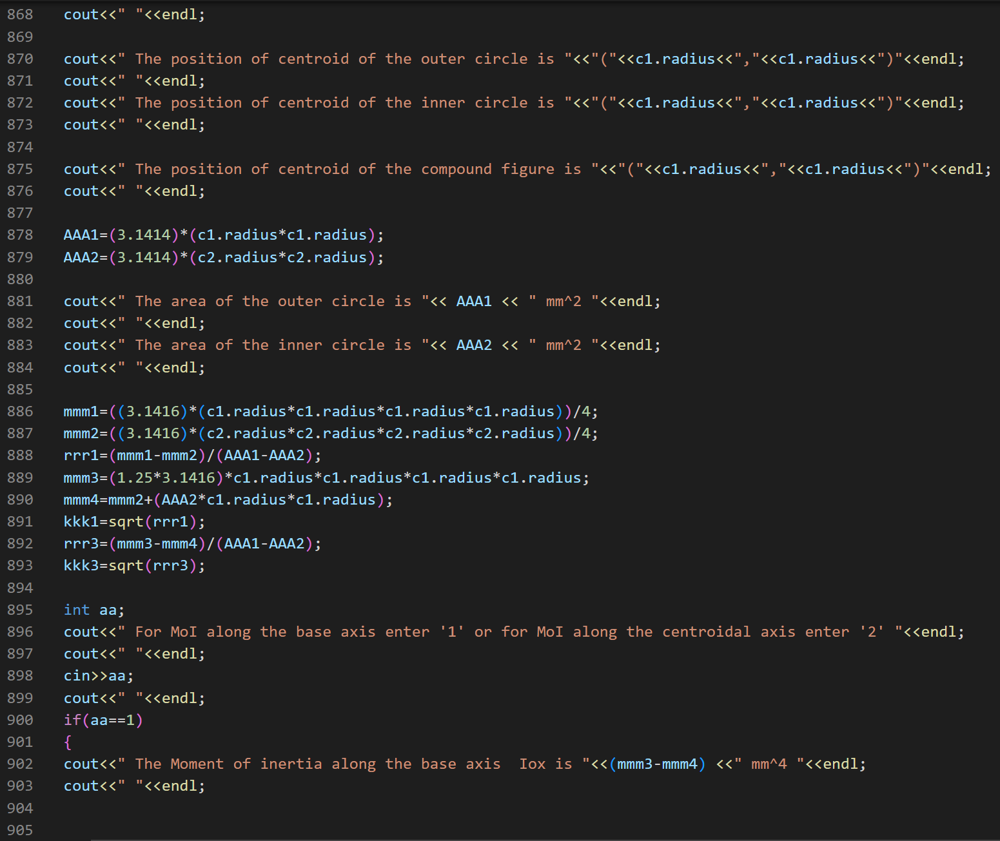 868 cout<<" "<<endl;
869
870 cout<<" The position of centroid of the outer circle is "<<"("<<c1.radius<<","<<c1.radius<<")"<<endl;
871 cout<<" "<<endl;
872 cout<<" The position of centroid of the inner circle is "<<"("<<c1.radius<<","<<c1.radius<<")"<<endl;
873 cout<<" "<<endl;
874
875 cout<<" The position of centroid of the compound figure is "<<"("<<c1.radius<<","<<c1.radius<<")"<<endl;
876 cout<<" "<<endl;
877
878 AAA1=(3.1414)*(c1.radius*c1.radius);
879 AAA2=(3.1414)*(c2.radius*c2.radius);
880
881 cout<<" The area of the outer circle is "<< AAA1 << " mm^2 "<<endl;
882 cout<<" "<<endl;
883 cout<<" The area of the inner circle is "<< AAA2 << " mm^2 "<<endl;
884 cout<<" "<<endl;
885
886 mmm1=((3.1416)*(c1.radius*c1.radius*c1.radius*c1.radius))/4;
887 mmm2=((3.1416)*(c2.radius*c2.radius*c2.radius*c2.radius))/4;
888 rrr1=(mmm1-mmm2)/(AAA1-AAA2);
889 mmm3=(1.25*3.1416)*c1.radius*c1.radius*c1.radius*c1.radius;
890 mmm4=mmm2+(AAA2*c1.radius*c1.radius);
891 kkk1=sqrt(rrr1);
892 rrr3=(mmm3-mmm4)/(AAA1-AAA2);
893 kkk3=sqrt(rrr3);
894
895 int aa;
896 cout<<" For MoI along the base axis enter '1' or for MoI along the centroidal axis enter '2' "<<endl;
897 cout<<" "<<endl;
898 cin>>aa;
899 cout<<" "<<endl;
900 if(aa==1)
901 {
902 cout<<" The Moment of inertia along the base axis  Iox is "<<(mmm3-mmm4) <<" mm^4 "<<endl;
903 cout<<" "<<endl;
904
905